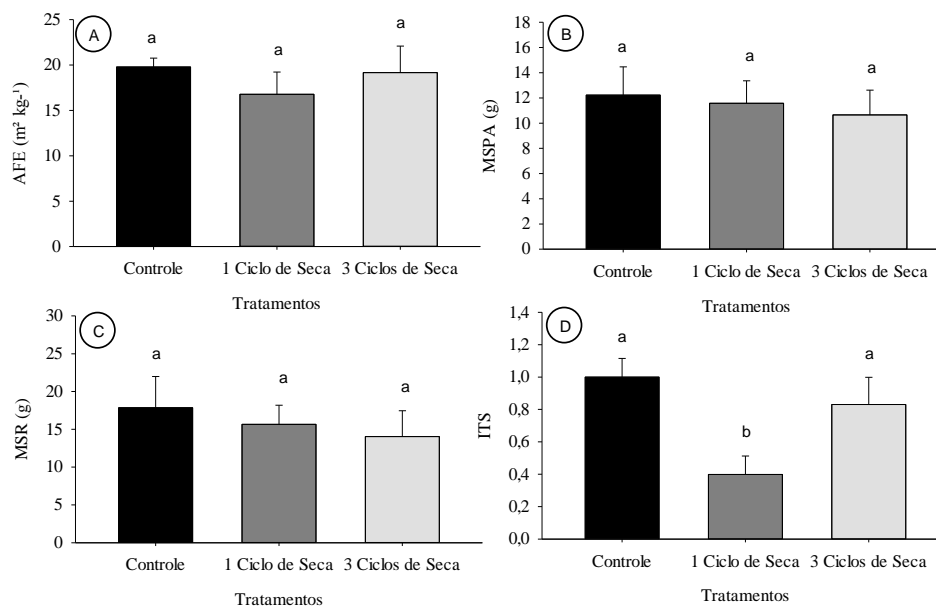 A
a a a
AFE (m² kg-¹)
25
20
15
10
5
0
Controle 1 Ciclo de Seca 3 Ciclos de Seca
Tratamentos
B
a a a
MSPA (g)
18
16
14
12
10
8
6
4
2
0
Controle 1 Ciclo de Seca 3 Ciclos de Seca
Tratamentos
C
a a a
MSR (g)
30
25
20
15
10
5
0
Controle 1 Ciclo de Seca 3 Ciclos de Seca
Tratamentos
D
a b a
ITS
1,4
1,2
1,0
0,8
0,6
0,4
0,2
0,0
Controle 1 Ciclo de Seca 3 Ciclos de Seca
Tratamentos